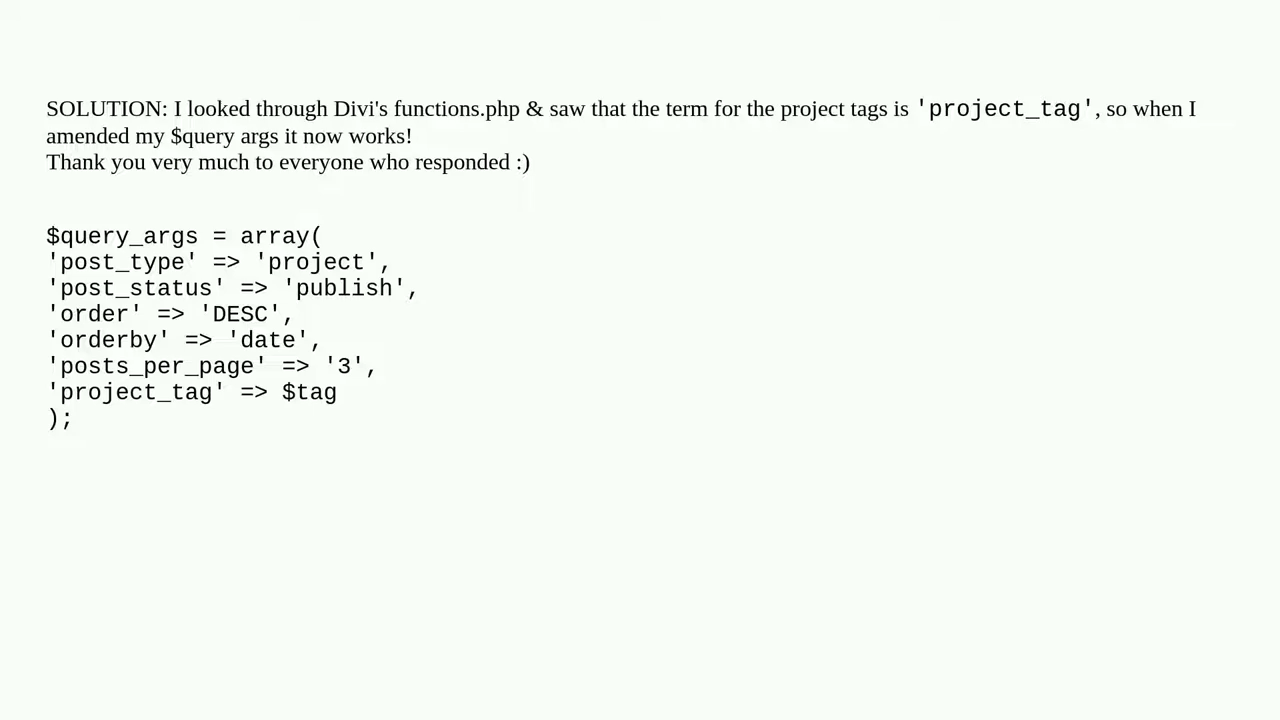 SOLUTION: I looked through Divi's functions.php & saw that the term for the project tags is 'project_tag', so when I
amended my $query args it now works!
Thank you very much to everyone who responded :)
$query_args = array(
'post_type' => 'project',
'post_status' => 'publish',
'order' => 'DESC',
'orderby' => 'date',
'posts_per_page' => '3',
'project_tag' => $tag
);